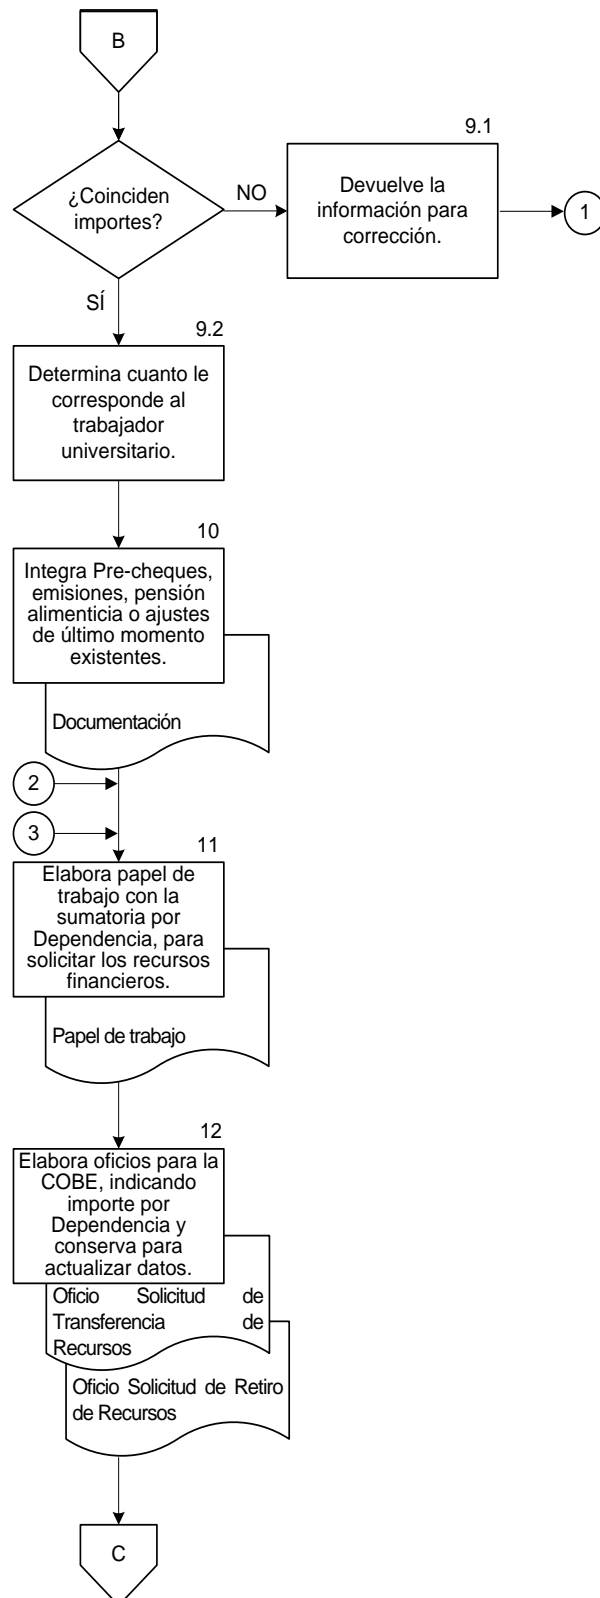 B
9.1
¿Coinciden
importes?
NO
Devuelve la
información para
corrección.
1
SÍ
9.2
Determina cuanto le
corresponde al
trabajador
universitario.
10
Integra Pre-cheques,
emisiones, pensión
alimenticia o ajustes
de último momento
existentes.
Documentación
2
3
11
Elabora papel de
trabajo con la
sumatoria por
Dependencia, para
solicitar los recursos
financieros.
Papel de trabajo
12
Elabora oficios para la
COBE, indicando
importe por
Dependencia y
conserva para
actualizar datos.
Oficio Solicitud de
Transferencia de
Recursos
Oficio Solicitud de Retiro
de Recursos
C